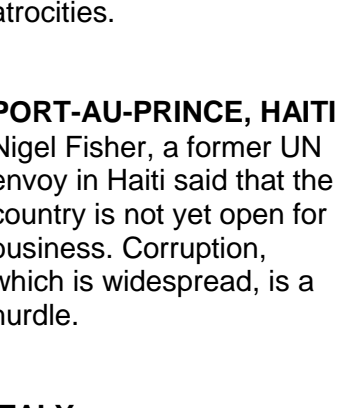 atrocities.
PORT-AU-PRINCE, HAITI
Nigel Fisher, a former UN
envoy in Haiti said that the
country is not yet open for
business. Corruption,
which is widespread, is a
hurdle.
ITALY